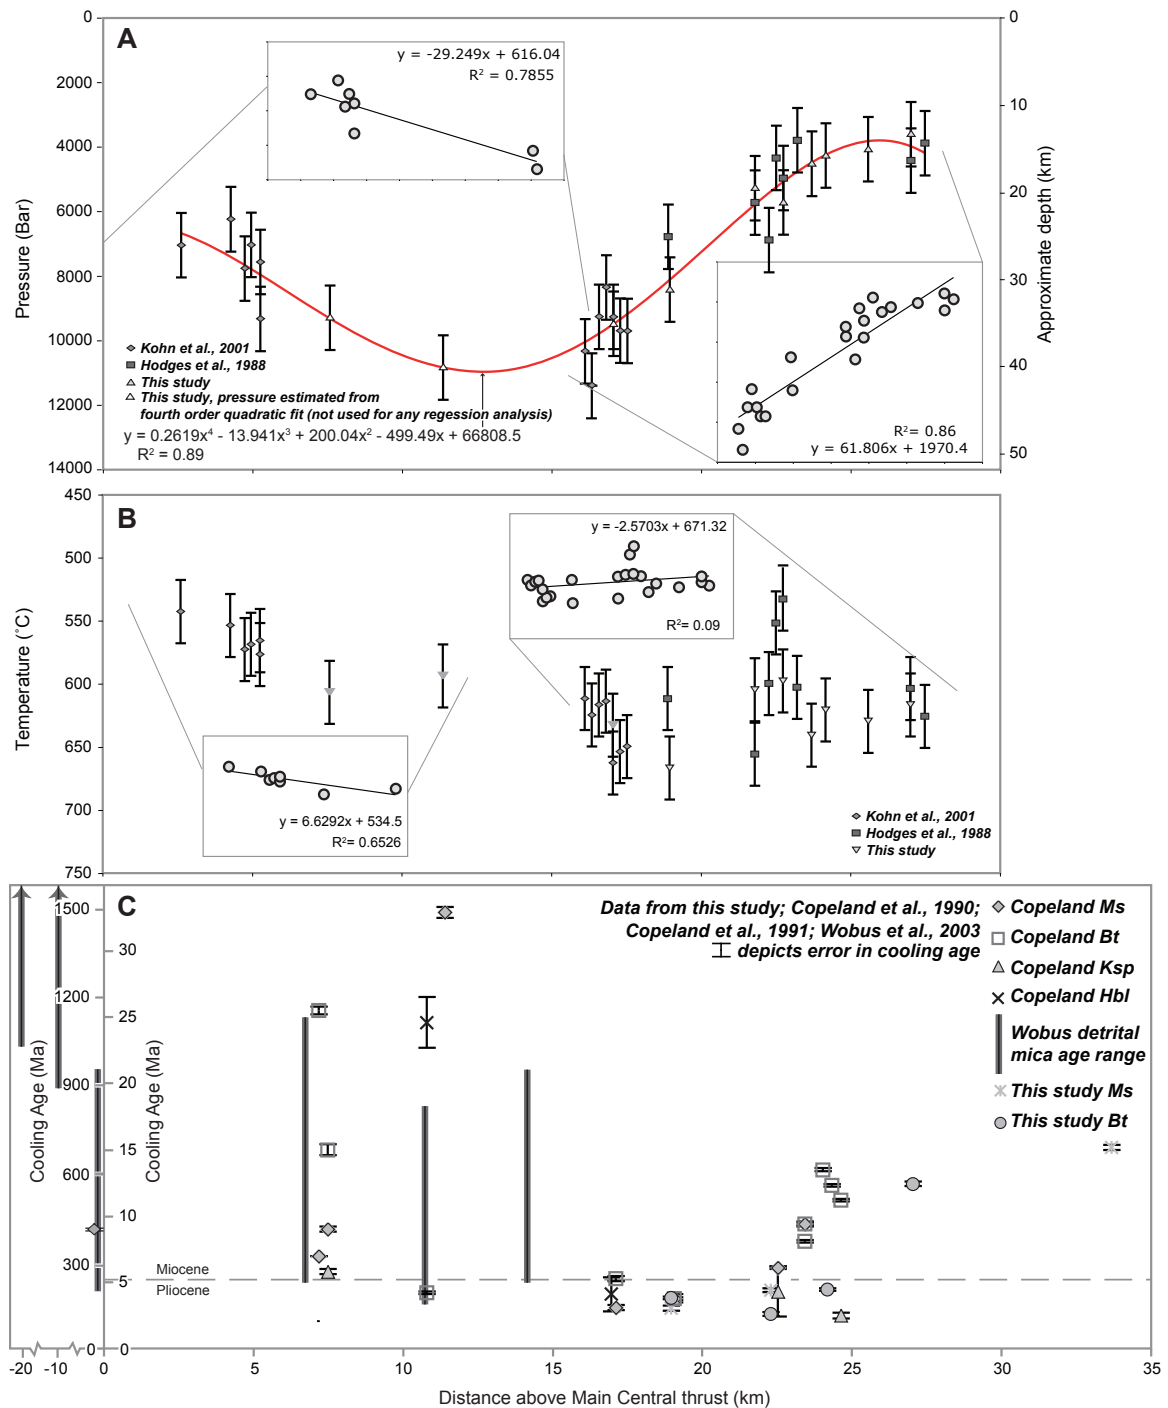 A
0
2000
4000
6000
8000
10000
12000
14000
Pressure (Bar)
0
10
20
30
40
50
Approximate depth (km)
y = -29.249x + 616.04
R² = 0.7855
Kohn et al., 2001
Hodges et al., 1988
This study
This study, pressure estimated from
fourth order quadratic fit (not used for any regession analysis)
y = 0.2619x⁴ - 13.941x³ + 200.04x² - 499.49x + 66808.5
R² = 0.89
R²= 0.86
y = 61.806x + 1970.4
B
450
500
550
600
650
700
750
Temperature (˚C)
y = -2.5703x + 671.32
R²= 0.09
y = 6.6292x + 534.5
R²= 0.6526
Kohn et al., 2001
Hodges et al., 1988
This study
C
1500
1200
900
600
300
0
Cooling Age (Ma)
30
25
20
15
10
5
0
Cooling Age (Ma)
Data from this study; Copeland et al., 1990;
Copeland et al., 1991; Wobus et al., 2003
depicts error in cooling age
Copeland Ms
Copeland Bt
Copeland Ksp
Copeland Hbl
Wobus detrital
mica age range
This study Ms
This study Bt
Miocene
Pliocene
-20 -10 0 5 10 15 20 25 30 35
Distance above Main Central thrust (km)